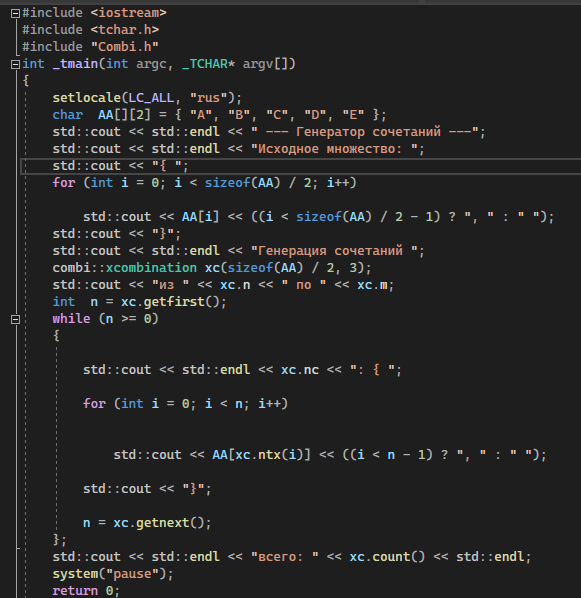 #include <iostream>
#include <tchar.h>
#include "Combi.h"
int _tmain(int argc, _TCHAR* argv[])
{
    setlocale(LC_ALL, "rus");
    char  AA[][2] = { "A", "B", "C", "D", "E" };
    std::cout << std::endl << " --- Генератор сочетаний ---";
    std::cout << std::endl << "Исходное множество: ";
    std::cout << "{ ";
    for (int i = 0; i < sizeof(AA) / 2; i++)
        std::cout << AA[i] << ((i < sizeof(AA) / 2 - 1) ? ", " : " ");
    std::cout << "}";
    std::cout << std::endl << "Генерация сочетаний ";
    combi::xcombination xc(sizeof(AA) / 2, 3);
    std::cout << "из " << xc.n << " по " << xc.m;
    int  n = xc.getfirst();
    while (n >= 0)
    {
        std::cout << std::endl << xc.nc << ": { ";
        for (int i = 0; i < n; i++)
            std::cout << AA[xc.ntx(i)] << ((i < n - 1) ? ", " : " ");
        std::cout << "}";
        n = xc.getnext();
    };
    std::cout << std::endl << "всего: " << xc.count() << std::endl;
    system("pause");
    return 0;